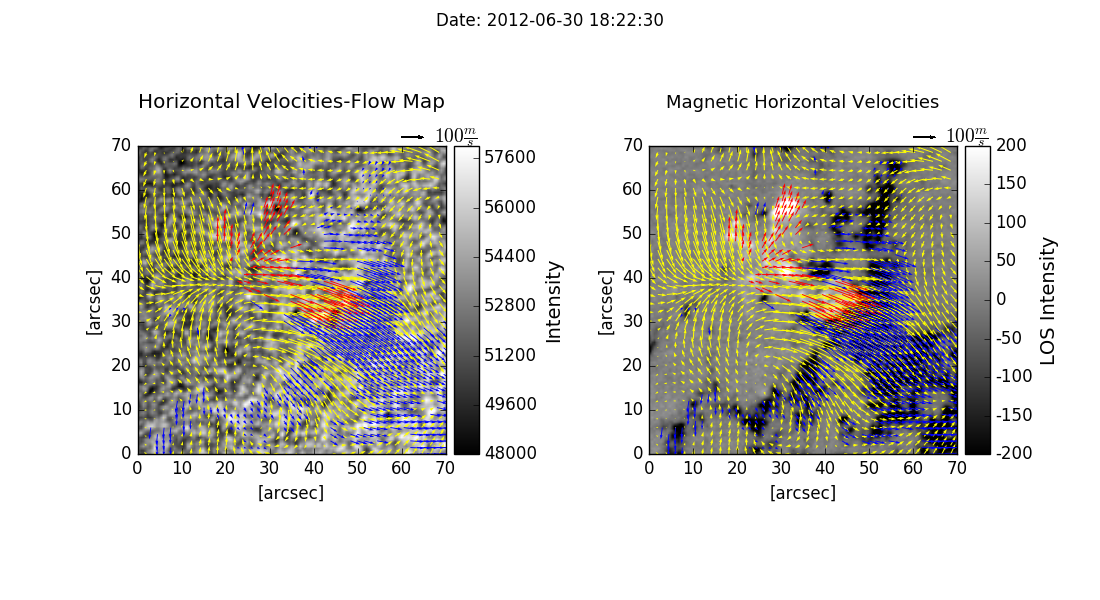 Date: 2012-06-30 18:22:30
Horizontal Velocities-Flow Map
100 m/s
70
60
50
40
30
20
10
0
[arcsec]
0 10 20 30 40 50 60 70
[arcsec]
57600
56000
54400
52800
51200
49600
48000
Intensity
Magnetic Horizontal Velocities
100 m/s
70
60
50
40
30
20
10
0
[arcsec]
0 10 20 30 40 50 60 70
[arcsec]
200
150
100
50
0
-50
-100
-150
-200
LOS Intensity